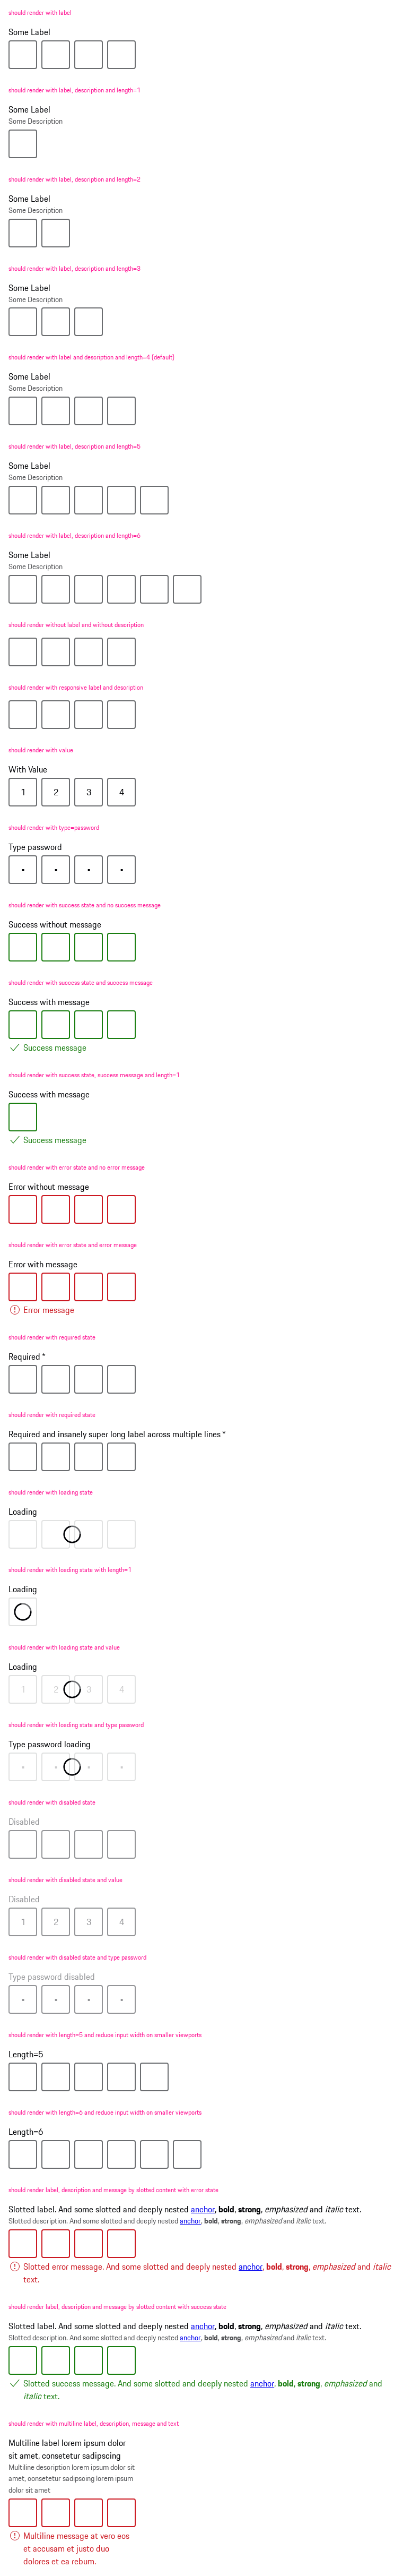 should render with label
Some Label
should render with label, description and length=1
Some Label
Some Description
should render with label, description and length=2
Some Label
Some Description
should render with label, description and length=3
Some Label
Some Description
should render with label and description and length=4 (default)
Some Label
Some Description
should render with label, description and length=5
Some Label
Some Description
should render with label, description and length=6
Some Label
Some Description
should render without label and without description
should render with responsive label and description
should render with value
With Value
1 2 3 4
should render with type=password
Type password
should render with success state and no success message
Success without message
should render with success state and success message
Success with message
Success message
should render with success state, success message and length=1
Success with message
Success message
should render with error state and no error message
Error without message
should render with error state and error message
Error with message
Error message
should render with required state
Required *
should render with required state
Required and insanely super long label across multiple lines *
should render with loading state
Loading
should render with loading state with length=1
Loading
should render with loading state and value
Loading
1 2 3 4
should render with loading state and type password
Type password loading
should render with disabled state
Disabled
should render with disabled state and value
Disabled
1 2 3 4
should render with disabled state and type password
Type password disabled
should render with length=5 and reduce input width on smaller viewports
Length=5
should render with length=6 and reduce input width on smaller viewports
Length=6
should render label, description and message by slotted content with error state
Slotted label. And some slotted and deeply nested anchor, bold, strong, emphasized and italic text.
Slotted description. And some slotted and deeply nested anchor, bold, strong, emphasized and italic text.
Slotted error message. And some slotted and deeply nested anchor, bold, strong, emphasized and italic
text.
should render label, description and message by slotted content with success state
Slotted label. And some slotted and deeply nested anchor, bold, strong, emphasized and italic text.
Slotted description. And some slotted and deeply nested anchor, bold, strong, emphasized and italic text.
Slotted success message. And some slotted and deeply nested anchor, bold, strong, emphasized and
italic text.
should render with multiline label, description, message and text
Multiline label lorem ipsum dolor
sit amet, consetetur sadipscing
Multiline description lorem ipsum dolor sit
amet, consetetur sadipscing lorem ipsum
dolor sit amet
Multiline message at vero eos
et accusam et justo duo
dolores et ea rebum.